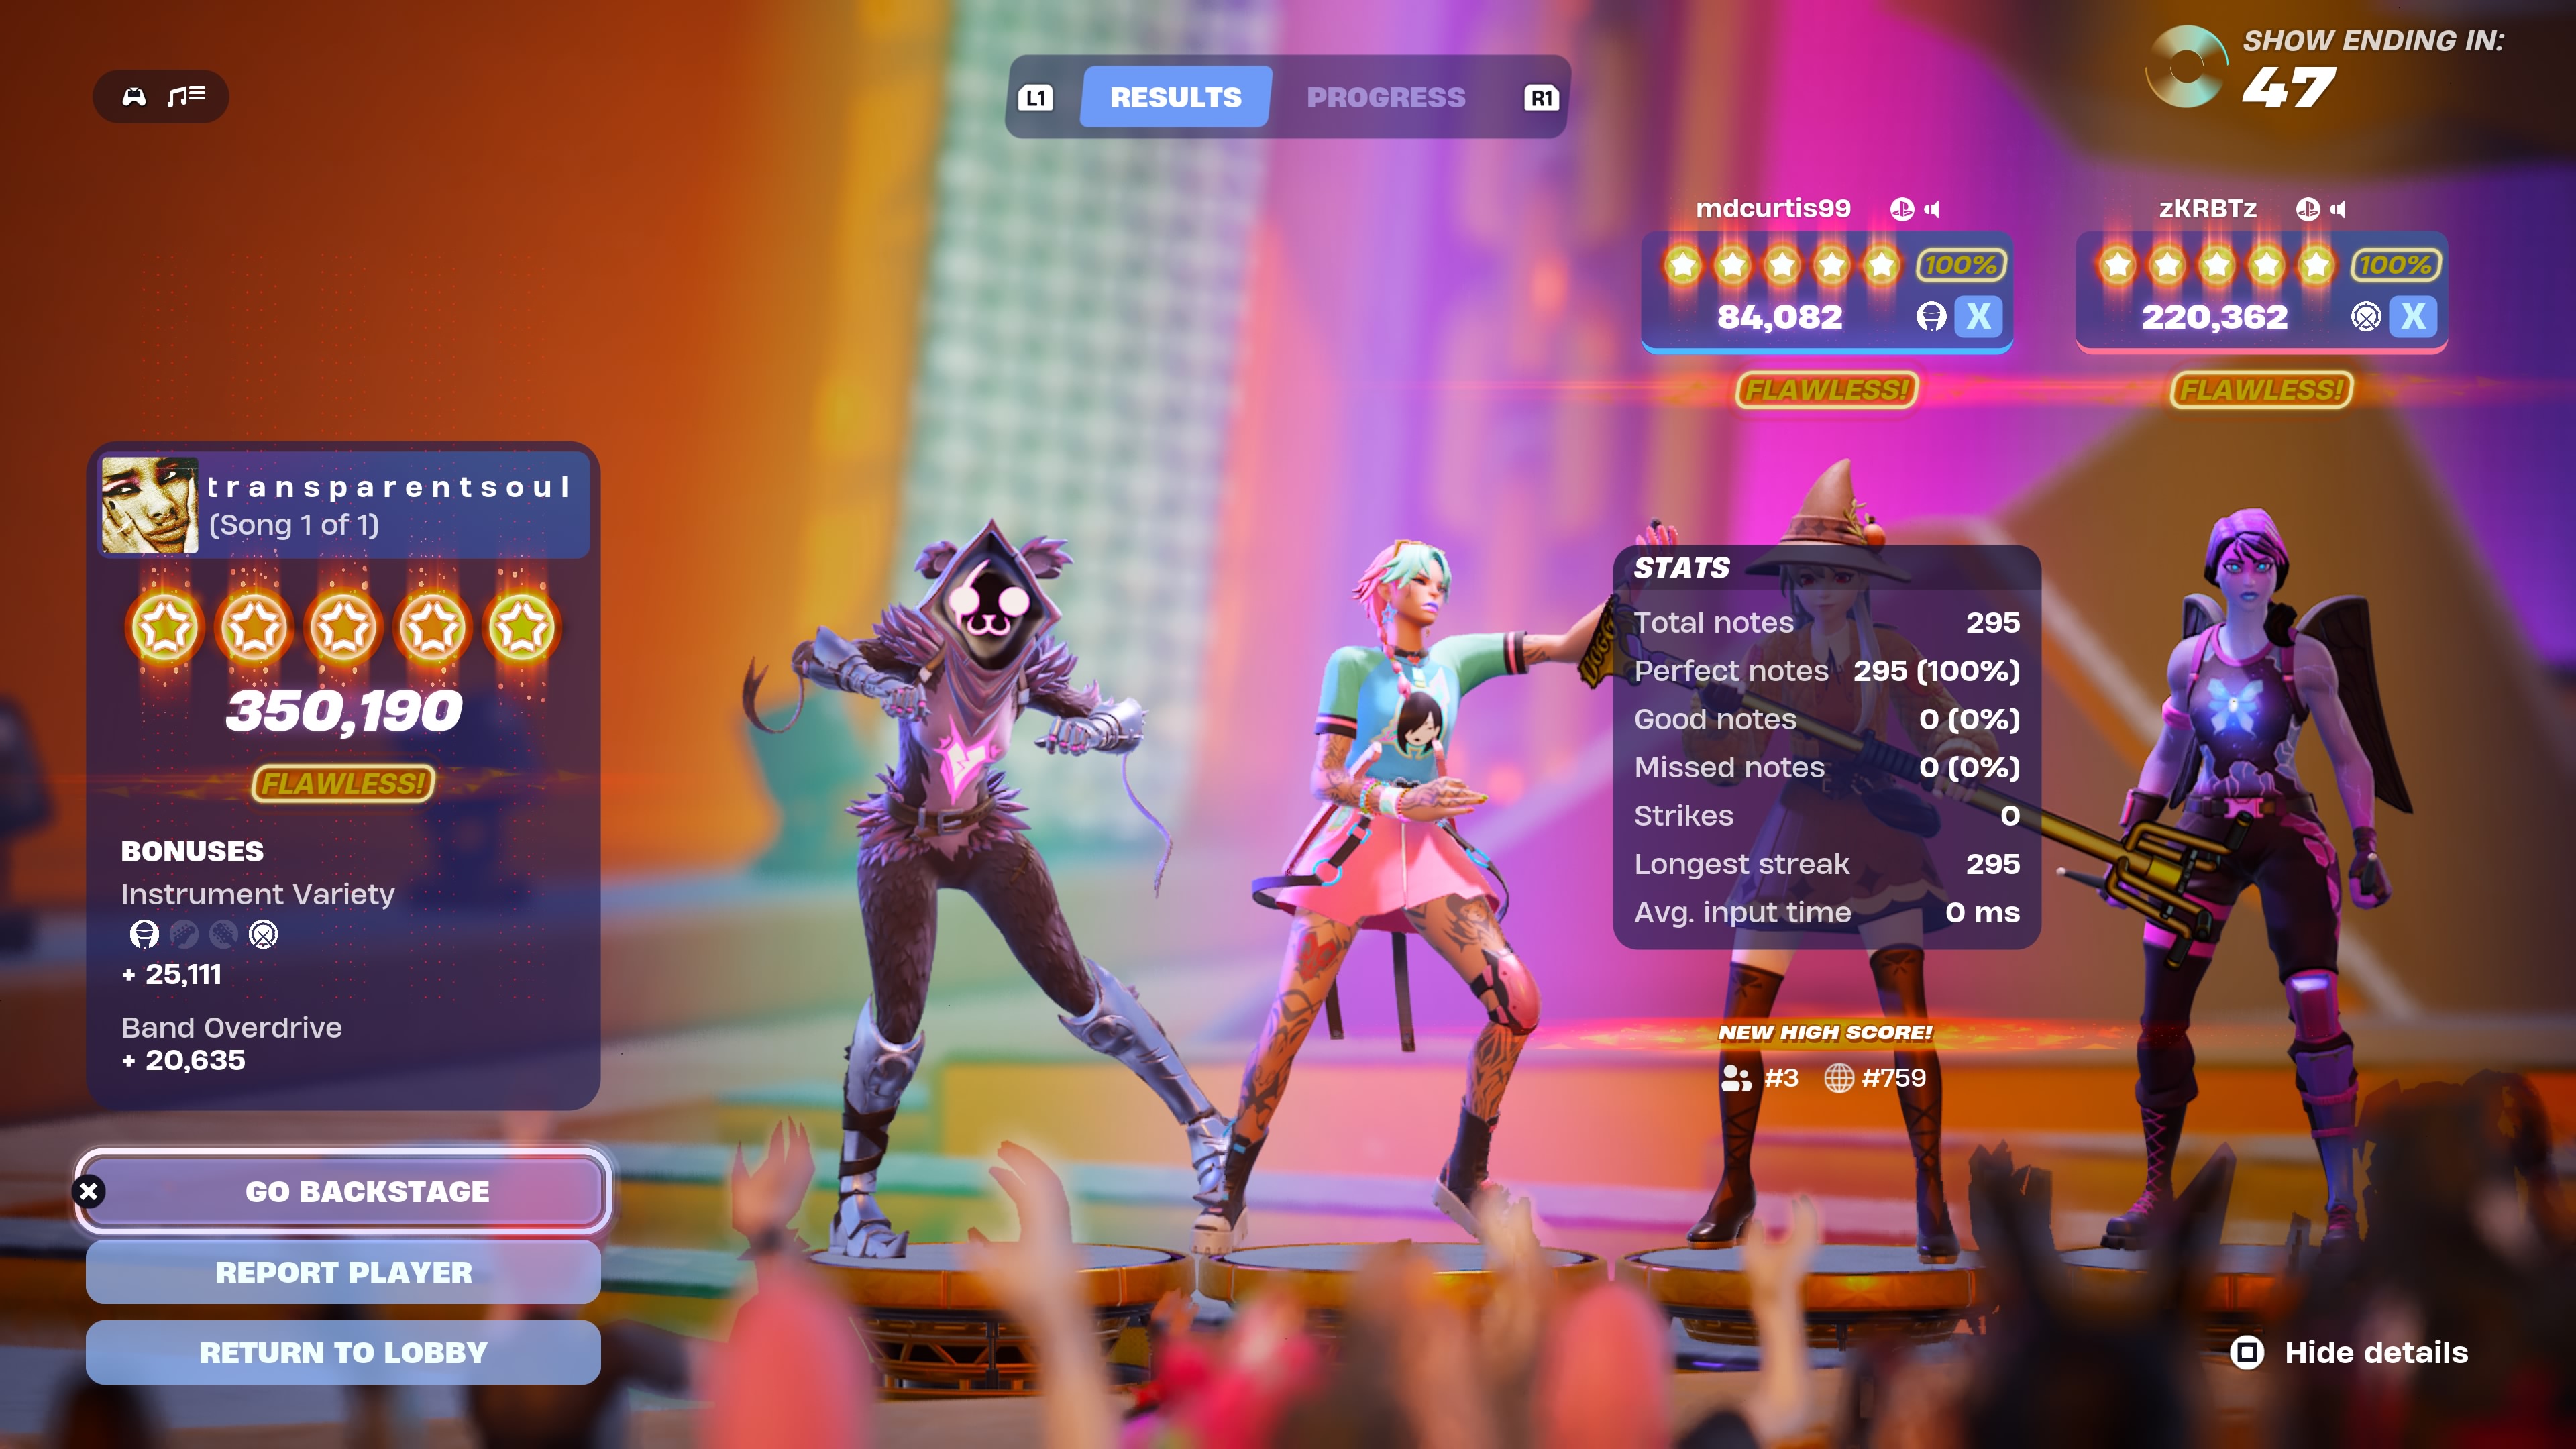 L1
RESULTS
PROGRESS
R1
SHOW ENDING IN:
47
mdcurtis99
100%
84,082
X
FLAWLESS!
zKRBTz
100%
220,362
X
FLAWLESS!
transparentsoul
(Song 1 of 1)
350,190
FLAWLESS!
BONUSES
Instrument Variety
+ 25,111
Band Overdrive
+ 20,635
STATS
Total notes 295
Perfect notes 295 (100%)
Good notes 0 (0%)
Missed notes 0 (0%)
Strikes 0
Longest streak 295
Avg. input time 0 ms
NEW HIGH SCORE!
#3 #759
GO BACKSTAGE
REPORT PLAYER
RETURN TO LOBBY
Hide details